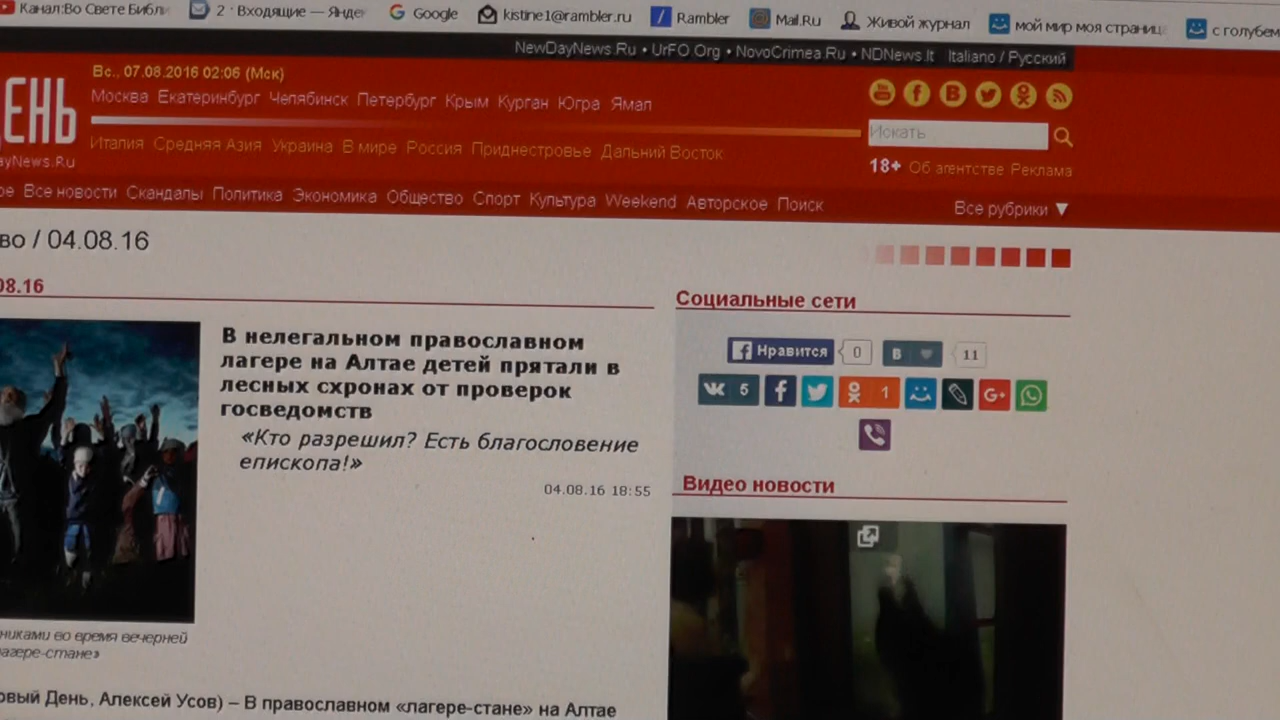 Канал:Во Свете Библ
2 · Входящие — Янде
Google
kistine1@rambler.ru
Rambler
Mail.Ru
Живой журнал
мой мир моя страниц
с голубем
NewDayNews.Ru • UrFO Org • NovoCrimea.Ru • NDNews.It Italiano / Русский
Вс., 07.08.2016 02:06 (Мск)
Москва Екатеринбург Челябинск Петербург Крым Курган Югра Ямал
ЕНЬ
ayNews.Ru
Искать
Италия Средняя Азия Украина В мире Россия Приднестровье Дальний Восток
18+ Об агентстве Реклама
ое Все новости Скандалы Политика Экономика Общество Спорт Культура Weekend Авторское Поиск
Все рубрики ▼
во / 04.08.16
08.16
В нелегальном православном
лагере на Алтае детей прятали в
лесных схронах от проверок
госведомств
«Кто разрешил? Есть благословение
епископа!»
04.08.16 18:55
никами во время вечерней
лагере-стане»
овый День, Алексей Усов) – В православном «лагере-стане» на Алтае
Социальные сети
Нравится 0
В 11
5
1
Видео новости